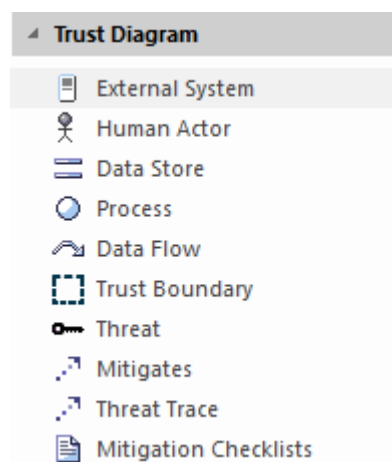 Trust Diagram
External System
Human Actor
Data Store
Process
Data Flow
Trust Boundary
Threat
Mitigates
Threat Trace
Mitigation Checklists